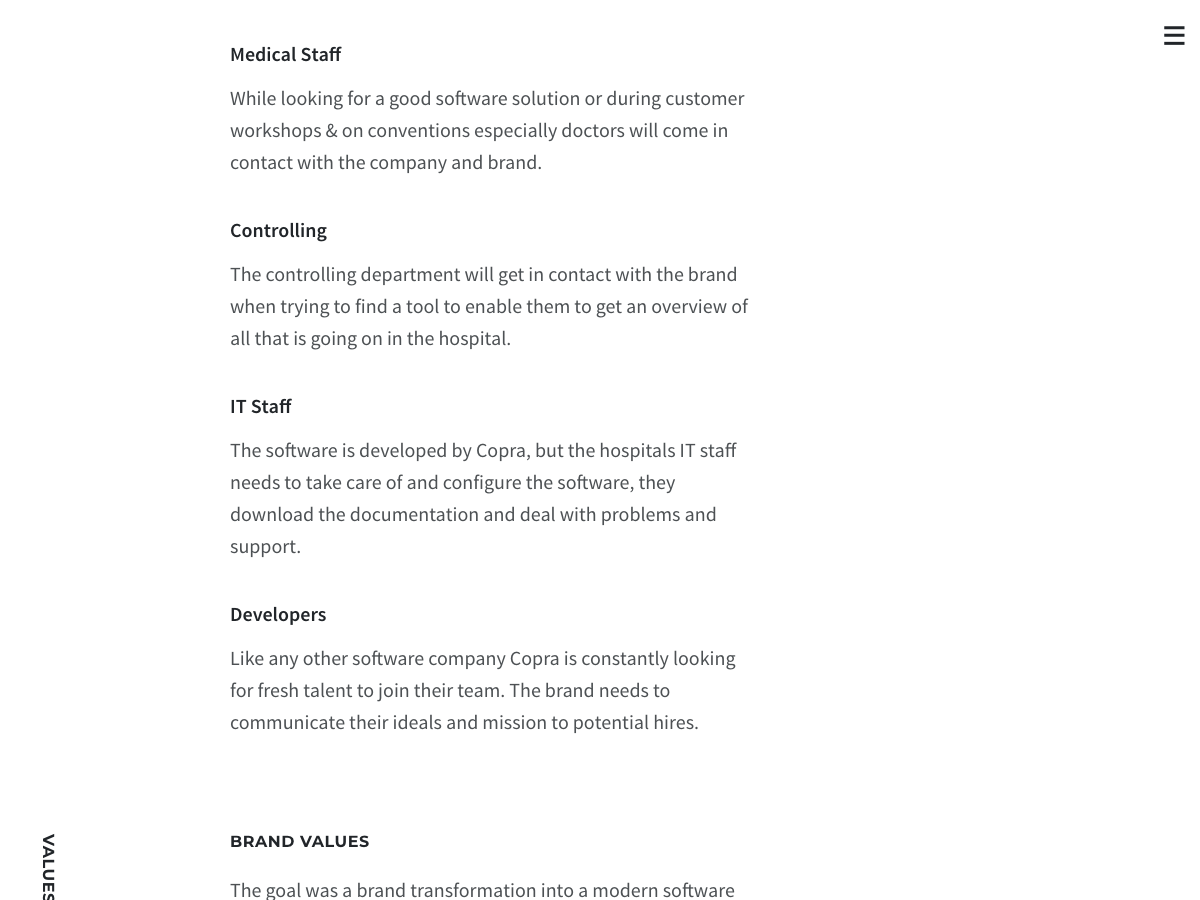 Medical Staff
While looking for a good software solution or during customer
workshops & on conventions especially doctors will come in
contact with the company and brand.
Controlling
The controlling department will get in contact with the brand
when trying to find a tool to enable them to get an overview of
all that is going on in the hospital.
IT Staff
The software is developed by Copra, but the hospitals IT staff
needs to take care of and configure the software, they
download the documentation and deal with problems and
support.
Developers
Like any other software company Copra is constantly looking
for fresh talent to join their team. The brand needs to
communicate their ideals and mission to potential hires.
VALUES
BRAND VALUES
The goal was a brand transformation into a modern software